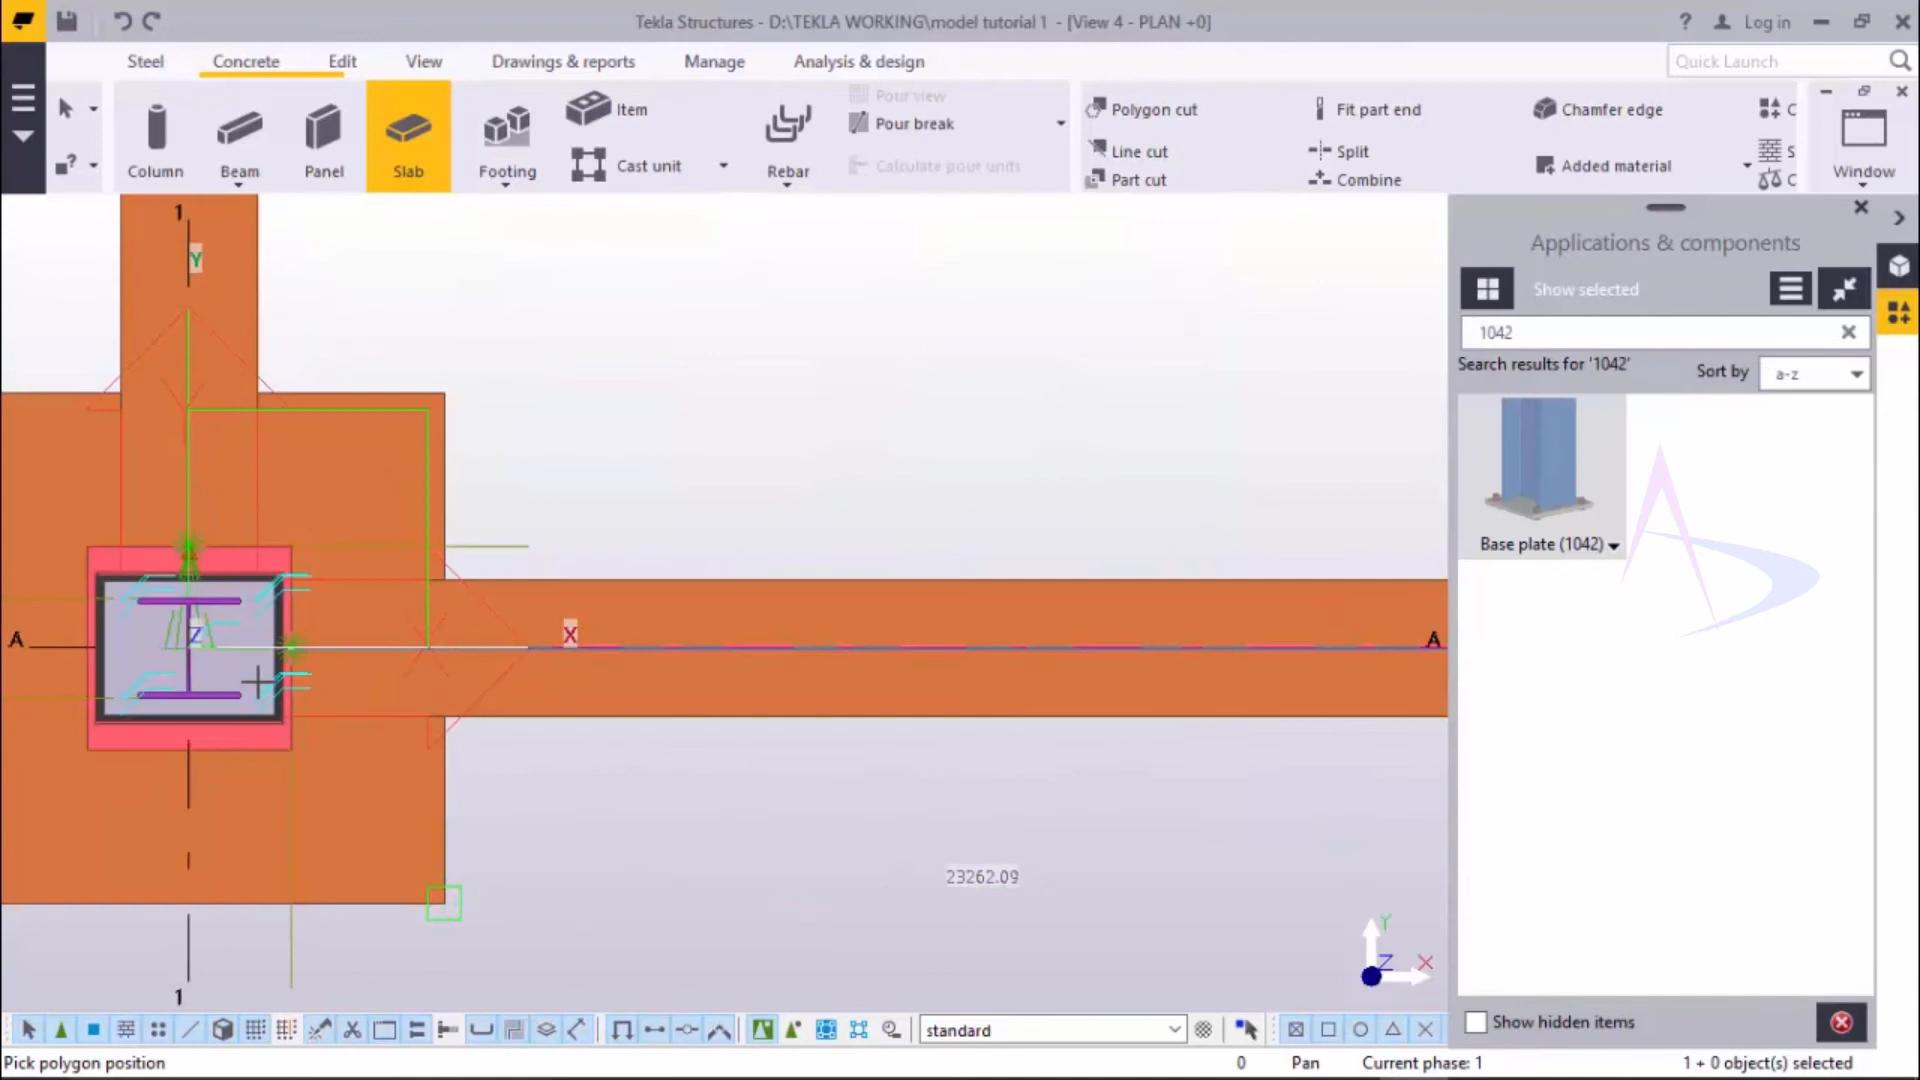 Tekla Structures - D:\TEKLA WORKING\model tutorial 1 - [View 4 - PLAN +0]
? Log in
Steel Concrete Edit View Drawings & reports Manage Analysis & design
Quick Launch
Column
Beam
Panel
Slab
Footing
Item
Cast unit
Rebar
Pour view
Pour break
Calculate pour units
Polygon cut
Line cut
Part cut
Fit part end
Split
Combine
Chamfer edge
Added material
C
S
C
Window
1
Y
A
Z
X
A
1
23262.09
Y
Z
X
Applications & components
Show selected
1042
Search results for '1042'
Sort by a-z
Base plate (1042)
Show hidden items
standard
Pick polygon position
0 Pan Current phase: 1 1 + 0 object(s) selected